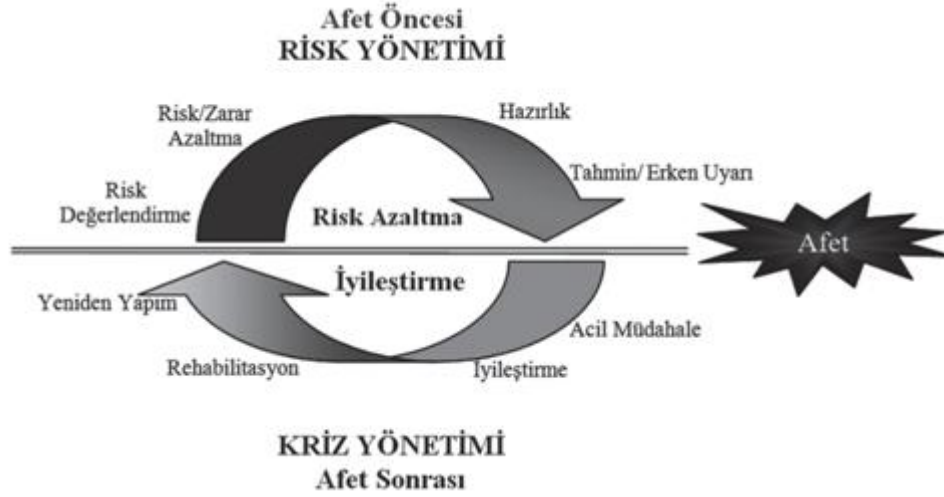 Afet Öncesi
RİSK YÖNETİMİ
Risk/Zarar
Azaltma
Hazırlık
Tahmin/ Erken Uyarı
Risk
Değerlendirme
Risk Azaltma
Afet
İyileştirme
Yeniden Yapım
Acil Müdahale
Rehabilitasyon
İyileştirme
KRİZ YÖNETİMİ
Afet Sonrası